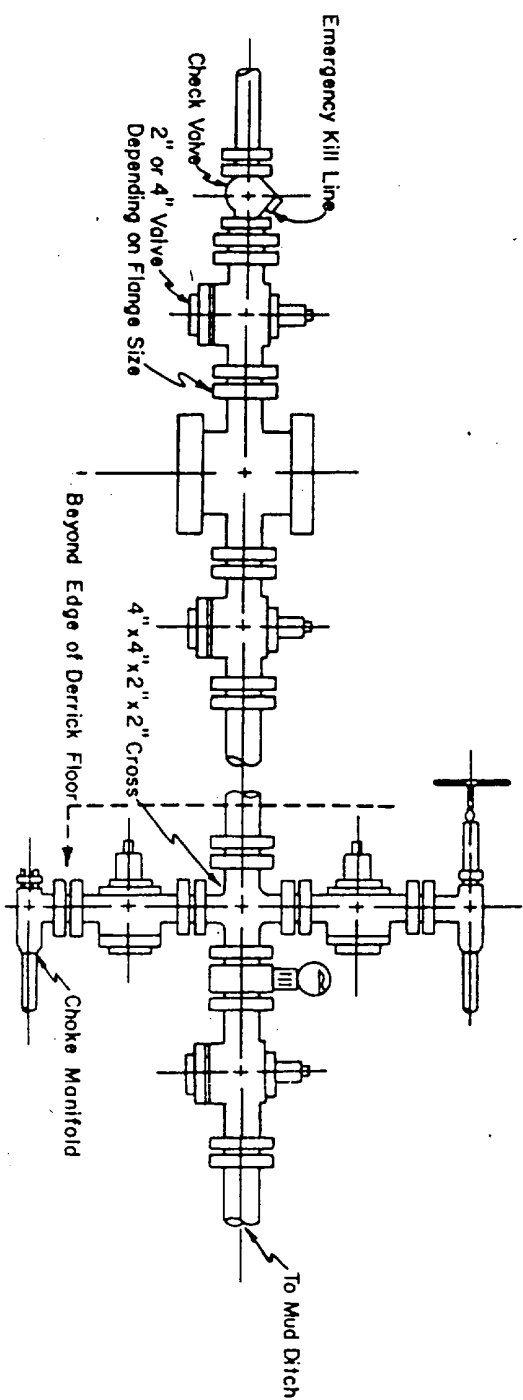 Emergency Kill Line
Check Valve
2" or 4" Valve
Depending on Flange Size
Beyond Edge of Derrick Floor
4"x4"x2"x2" Cross
Choke Manifold
To Mud Ditch